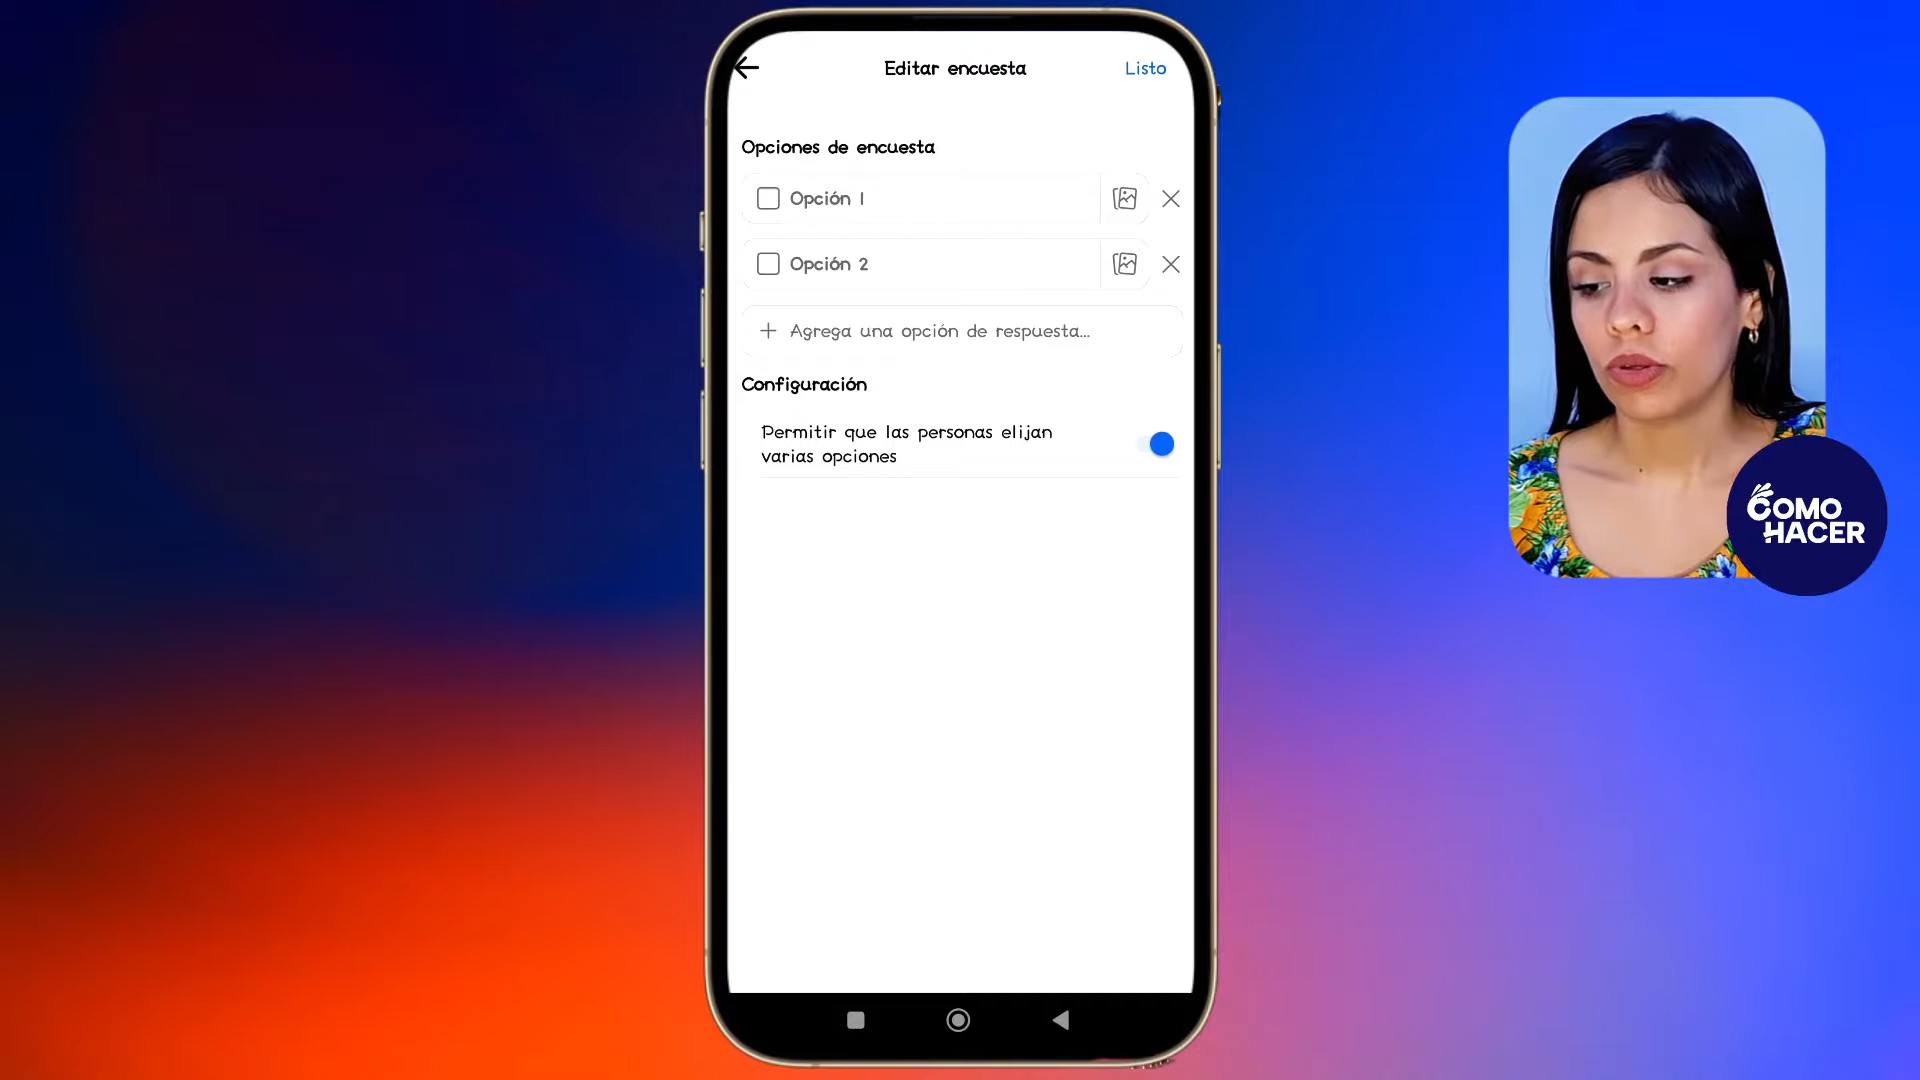 Editar encuesta
Listo
Opciones de encuesta
Opción 1
Opción 2
Agrega una opción de respuesta...
Configuración
Permitir que las personas elijan
varias opciones
COMO
HACER